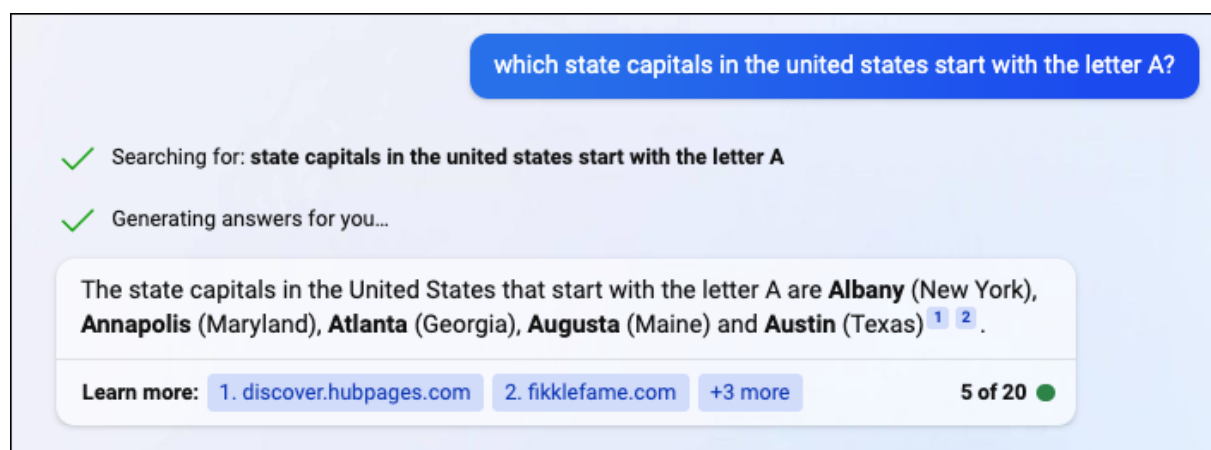 which state capitals in the united states start with the letter A?
Searching for: state capitals in the united states start with the letter A
Generating answers for you...
The state capitals in the United States that start with the letter A are Albany (New York),
Annapolis (Maryland), Atlanta (Georgia), Augusta (Maine) and Austin (Texas) 1 2 .
Learn more: 1. discover.hubpages.com 2. fikklefame.com +3 more 5 of 20